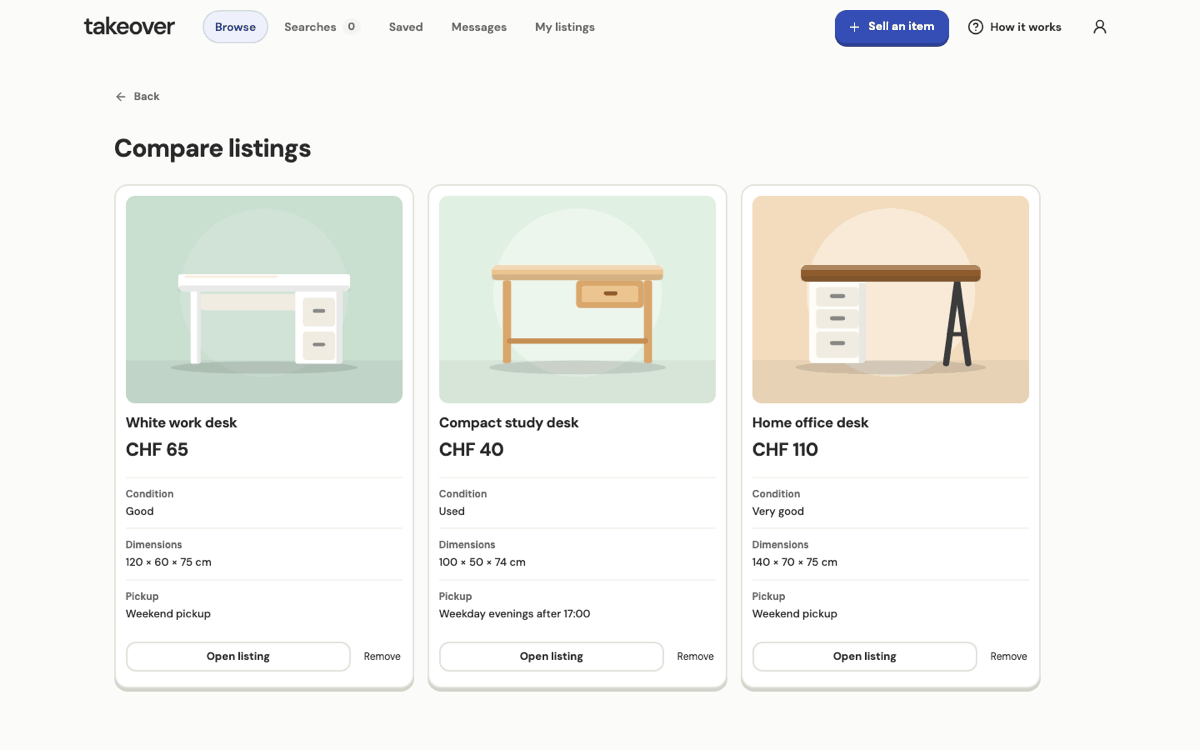 takeover
Browse
Searches 0
Saved
Messages
My listings
+ Sell an item
How it works
← Back
Compare listings
White work desk
CHF 65
Condition
Good
Dimensions
120 × 60 × 75 cm
Pickup
Weekend pickup
Open listing
Remove
Compact study desk
CHF 40
Condition
Used
Dimensions
100 × 50 × 74 cm
Pickup
Weekday evenings after 17:00
Open listing
Remove
Home office desk
CHF 110
Condition
Very good
Dimensions
140 × 70 × 75 cm
Pickup
Weekend pickup
Open listing
Remove